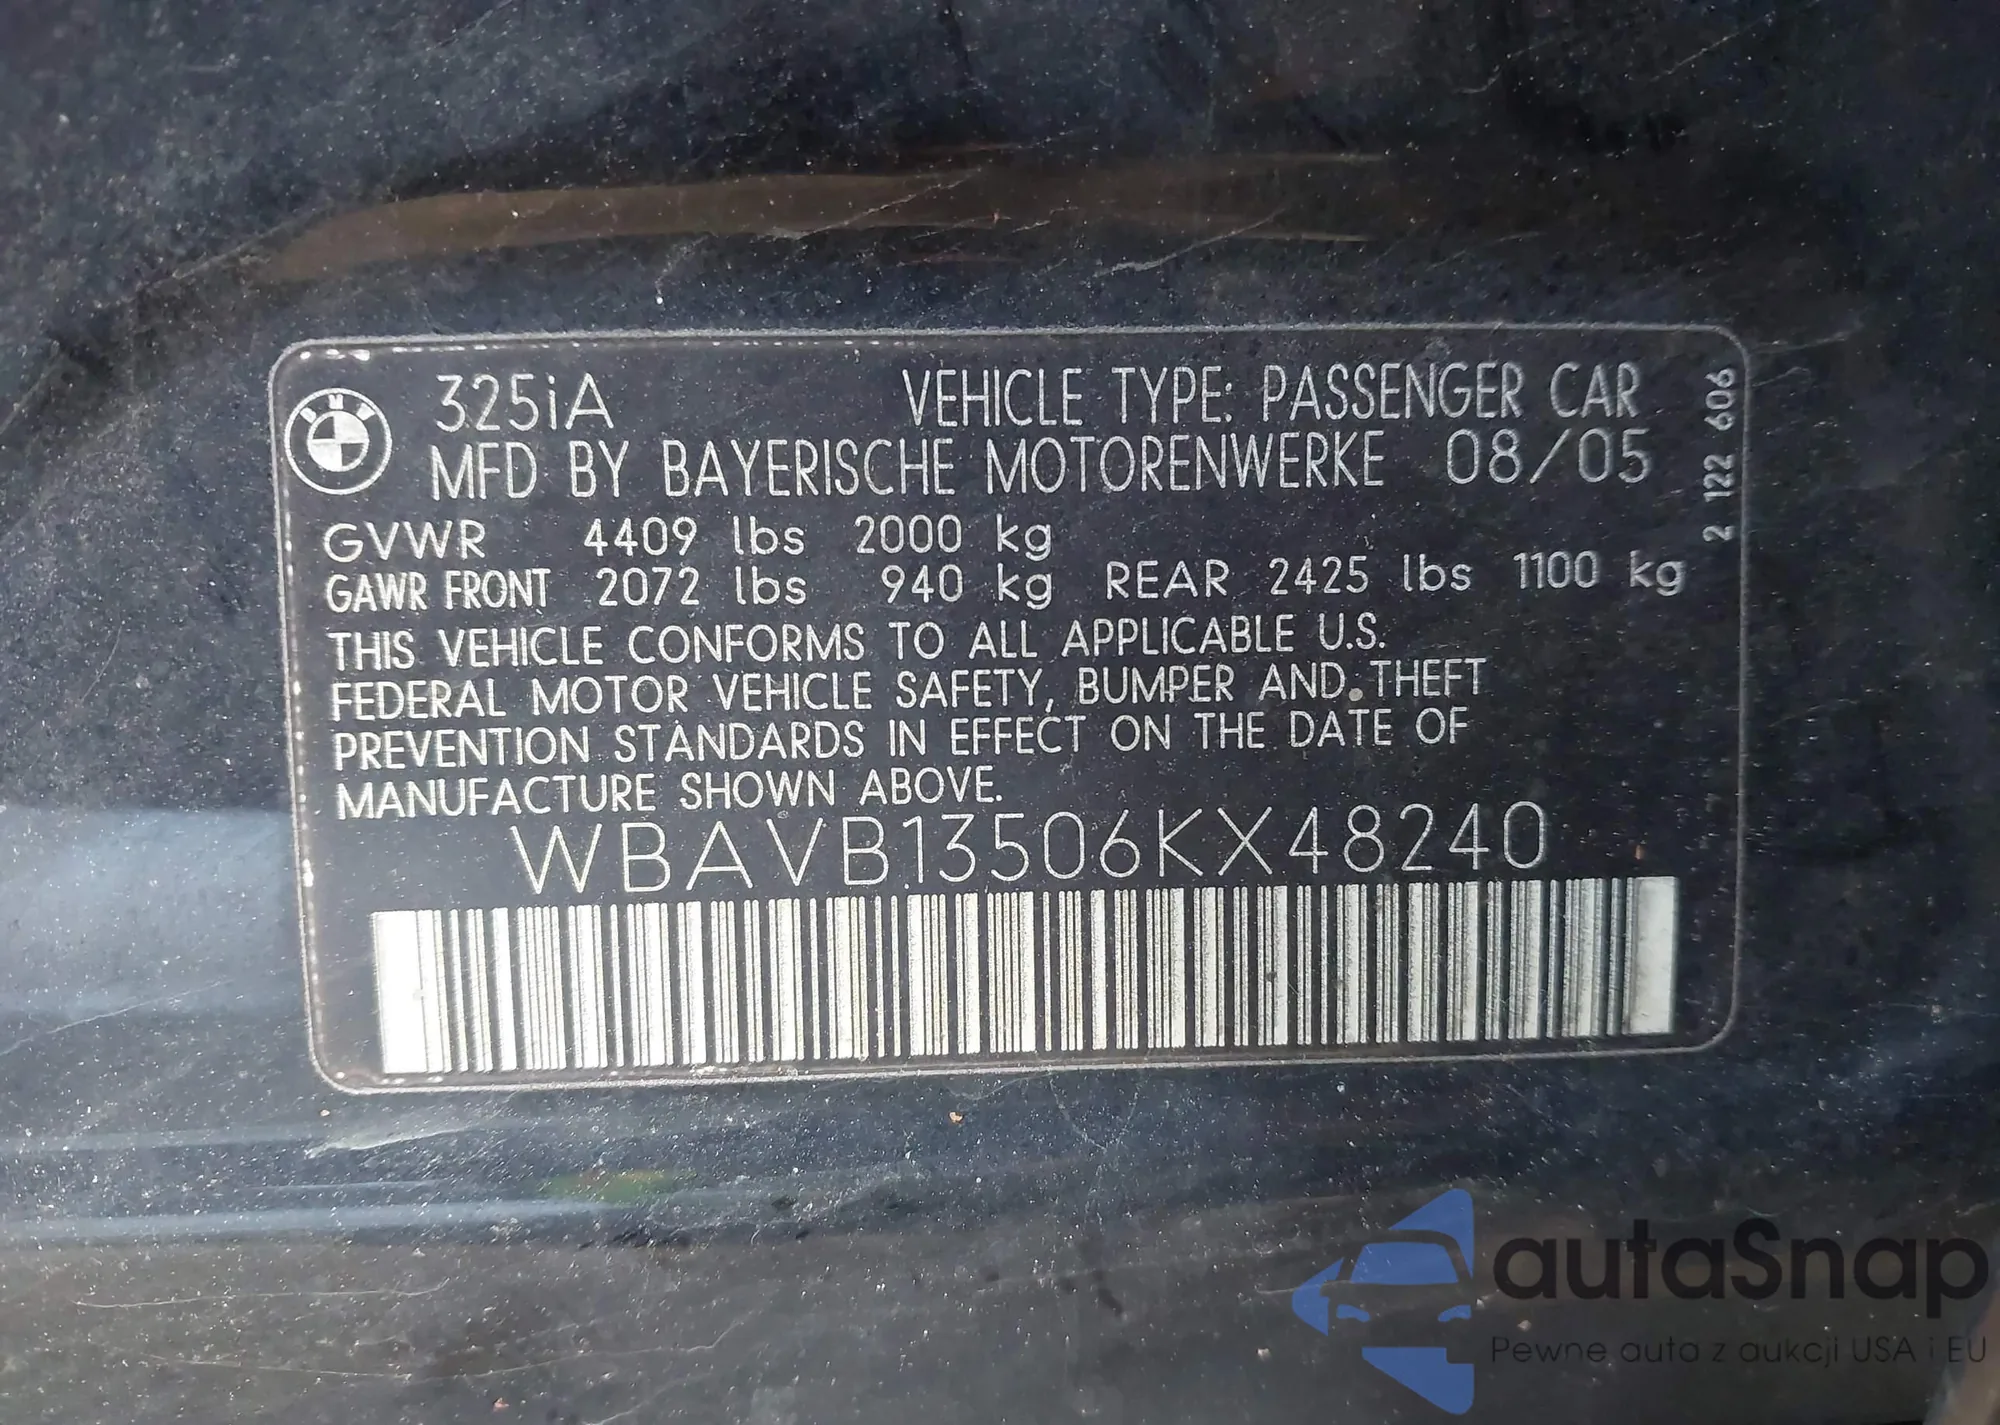 BMW
325iA VEHICLE TYPE: PASSENGER CAR
MFD BY BAYERISCHE MOTORENWERKE 08/05
GVWR 4409 lbs 2000 kg
GAWR FRONT 2072 lbs 940 kg REAR 2425 lbs 1100 kg
THIS VEHICLE CONFORMS TO ALL APPLICABLE U.S.
FEDERAL MOTOR VEHICLE SAFETY, BUMPER AND THEFT
PREVENTION STANDARDS IN EFFECT ON THE DATE OF
MANUFACTURE SHOWN ABOVE.
WBAVB13506KX48240
2 122 606
autaSnap
Pewne auta z aukcji USA i EU